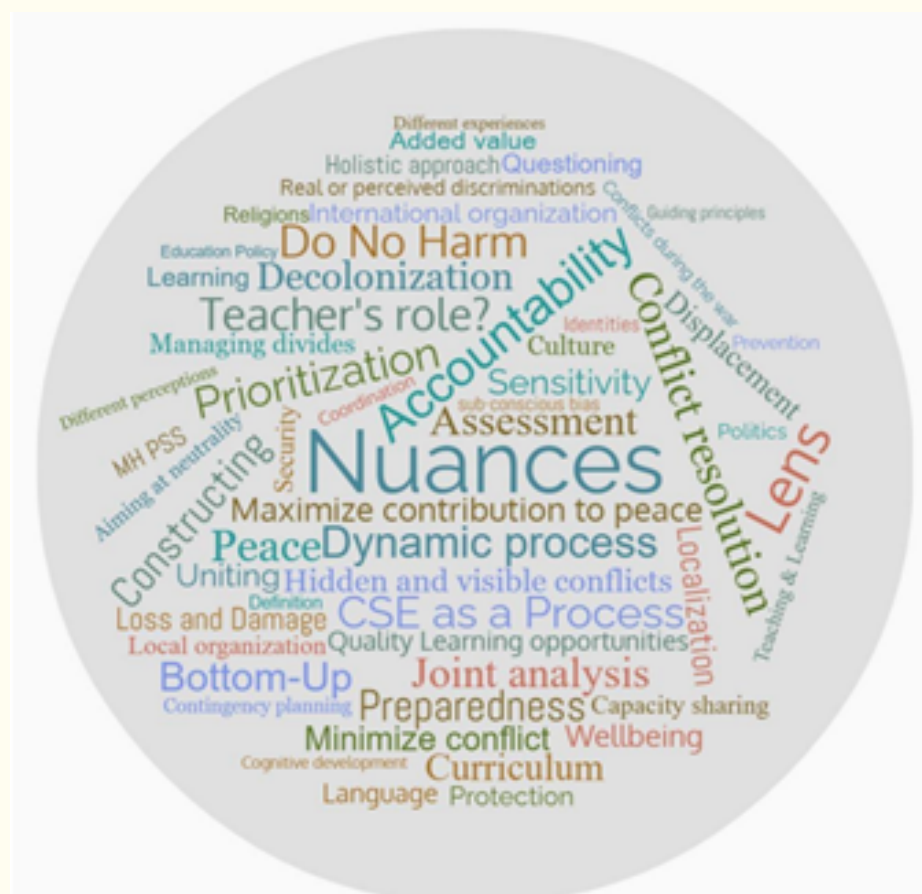 Different experiences
Added value
Holistic approach
Questioning
Real or perceived discriminations
Conflicts during the war
Guiding principles
Religions
International organization
Education Policy
Do No Harm
Accountability
Learning
Decolonization
Conflict resolution
Displacement
Teacher's role?
Identities
Prevention
Managing divides
Culture
Different perceptions
Prioritization
Coordination
Sensitivity
sub conscious bias
Assessment
Politics
Lens
MH PSS
Aiming at neutrality
Security
Nuances
Constructing
Maximize contribution to peace
Peace
Dynamic process
Localization
Teaching & Learning
Uniting
Hidden and visible conflicts
Definition
Loss and Damage
CSE as a Process
Local organization
Quality Learning opportunities
Bottom-Up
Joint analysis
Contingency planning
Preparedness
Capacity sharing
Minimize conflict
Wellbeing
Cognitive development
Curriculum
Language
Protection